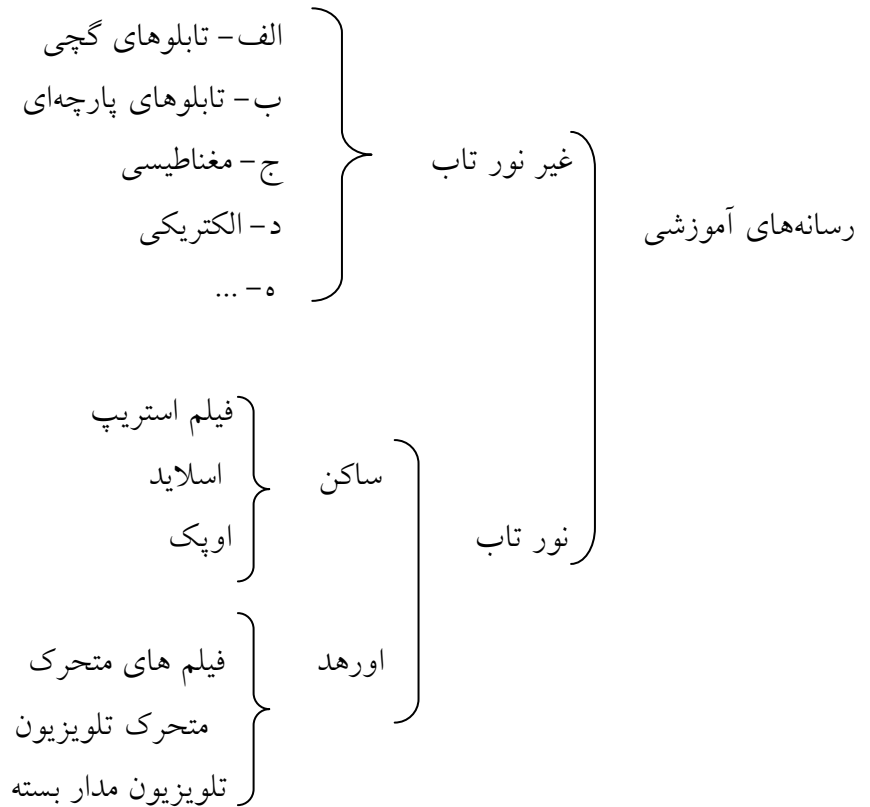 رسانه‌های آموزشی
غیر نور تاب
الف– تابلوهای گچی
ب– تابلوهای پارچه‌ای
ج– مغناطیسی
د– الکتریکی
ه– ...
نور تاب
ساکن
فیلم استریپ
اسلاید
اوپک
اورهد
فیلم های متحرک
متحرک تلویزیون
تلویزیون مدار بسته